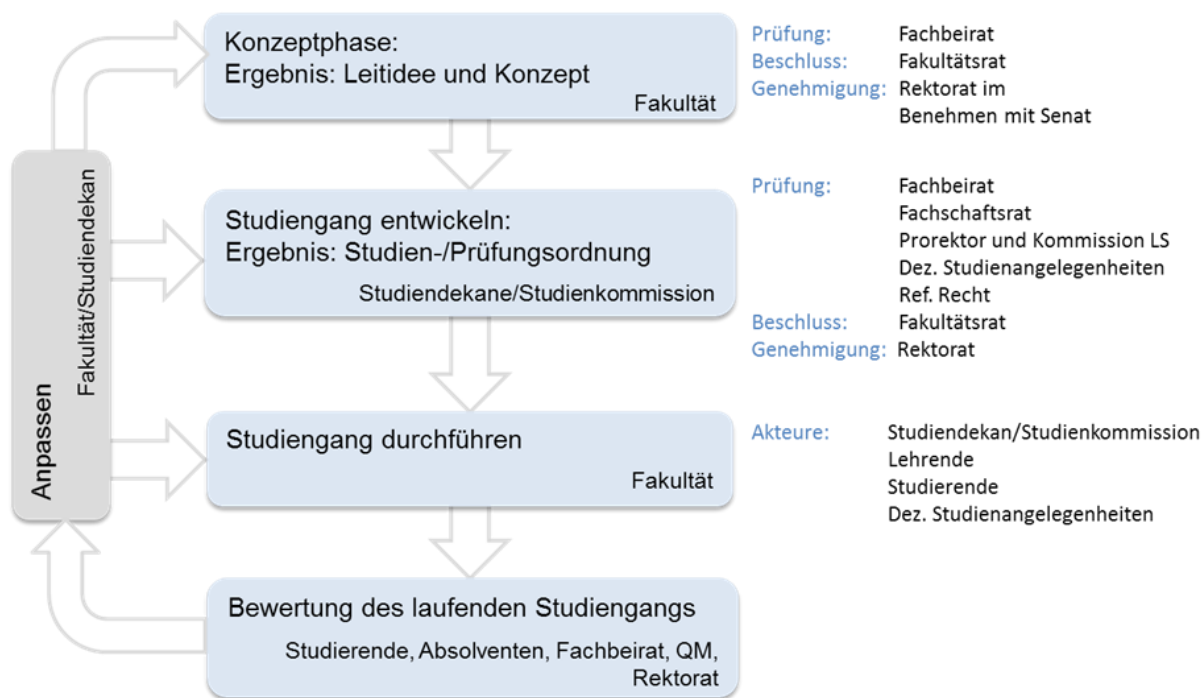 Konzeptphase:
Ergebnis: Leitidee und Konzept
Fakultät
Prüfung: Fachbeirat
Beschluss: Fakultätsrat
Genehmigung: Rektorat im
Benehmen mit Senat
Anpassen
Fakultät/Studiendekan
Studiengang entwickeln:
Ergebnis: Studien-/Prüfungsordnung
Studiendekane/Studienkommission
Prüfung: Fachbeirat
Fachschaftsrat
Prorektor und Kommission LS
Dez. Studienangelegenheiten
Ref. Recht
Beschluss: Fakultätsrat
Genehmigung: Rektorat
Studiengang durchführen
Fakultät
Akteure: Studiendekan/Studienkommission
Lehrende
Studierende
Dez. Studienangelegenheiten
Bewertung des laufenden Studiengangs
Studierende, Absolventen, Fachbeirat, QM,
Rektorat